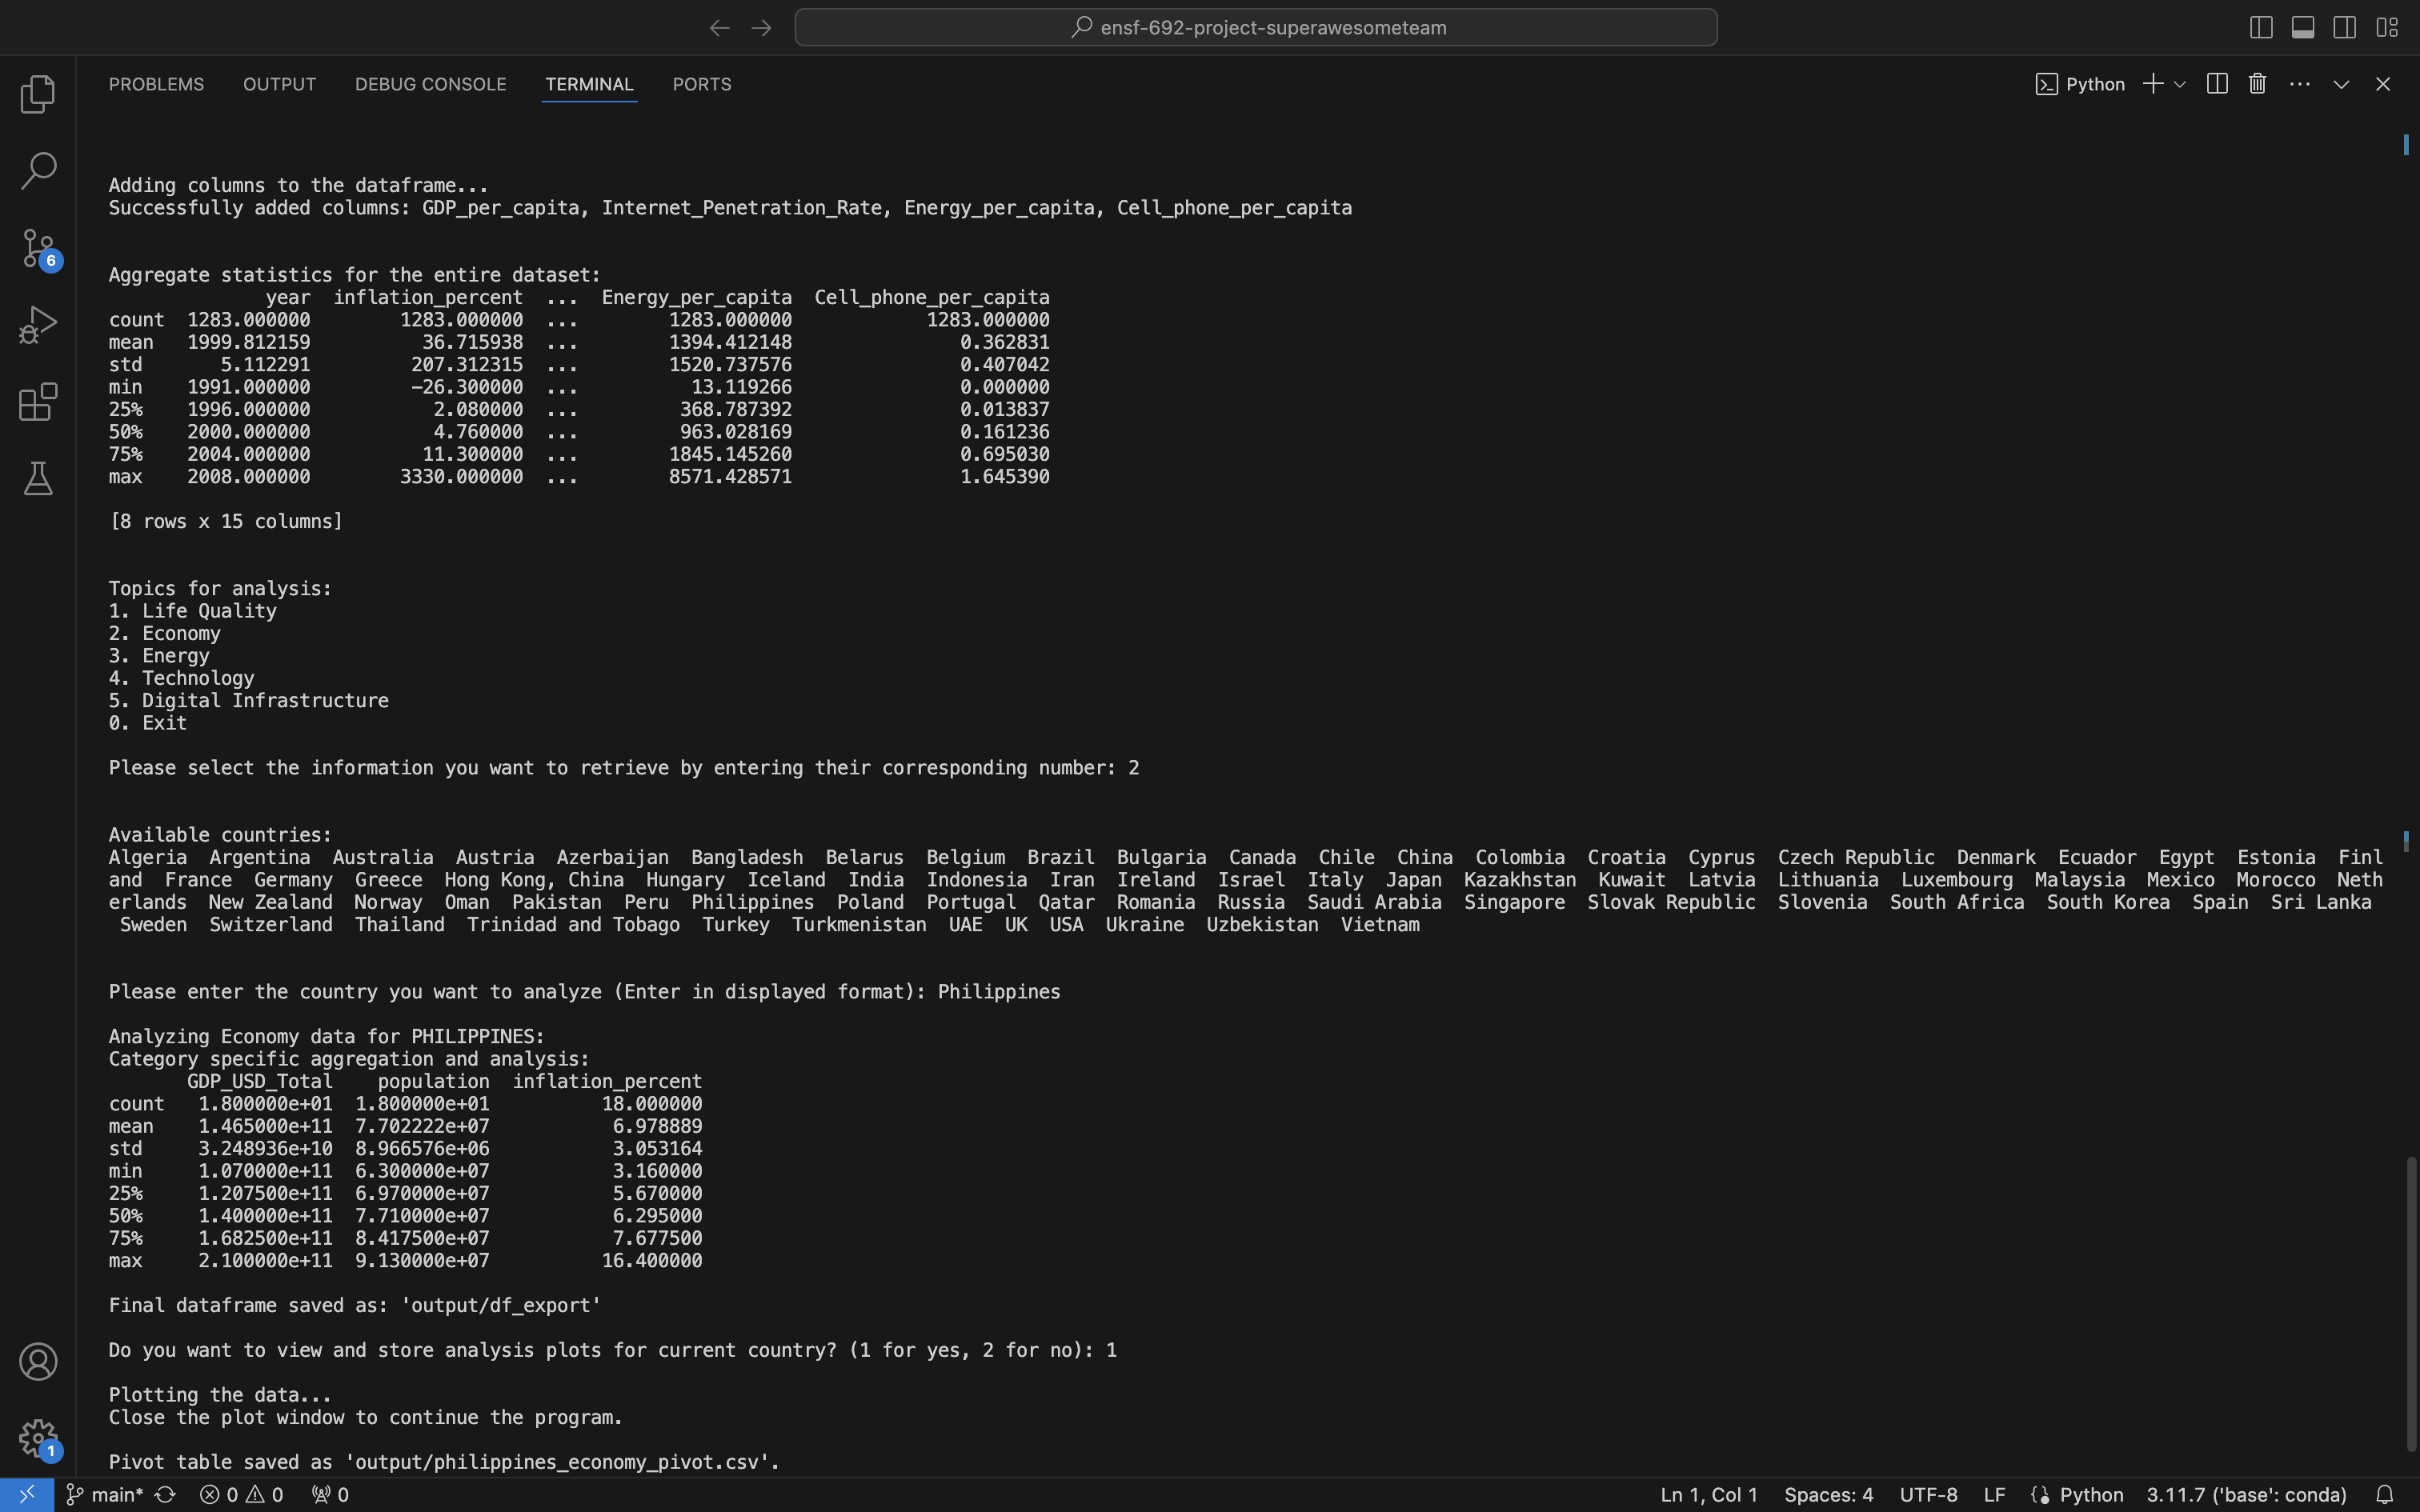 ensf-692-project-superawesometeam
PROBLEMS OUTPUT DEBUG CONSOLE TERMINAL PORTS Python
Adding columns to the dataframe...
Successfully added columns: GDP_per_capita, Internet_Penetration_Rate, Energy_per_capita, Cell_phone_per_capita
6
Aggregate statistics for the entire dataset:
year inflation_percent ... Energy_per_capita Cell_phone_per_capita
count 1283.000000 1283.000000 ... 1283.000000 1283.000000
mean 1999.812159 36.715938 ... 1394.412148 0.362831
std 5.112291 207.312315 ... 1520.737576 0.407042
min 1991.000000 -26.300000 ... 13.119266 0.000000
25% 1996.000000 2.080000 ... 368.787392 0.013837
50% 2000.000000 4.760000 ... 963.028169 0.161236
75% 2004.000000 11.300000 ... 1845.145260 0.695030
max 2008.000000 3330.000000 ... 8571.428571 1.645390
[8 rows x 15 columns]
Topics for analysis:
1. Life Quality
2. Economy
3. Energy
4. Technology
5. Digital Infrastructure
0. Exit
Please select the information you want to retrieve by entering their corresponding number: 2
Available countries:
Algeria Argentina Australia Austria Azerbaijan Bangladesh Belarus Belgium Brazil Bulgaria Canada Chile China Colombia Croatia Cyprus Czech Republic Denmark Ecuador Egypt Estonia Finl
and France Germany Greece Hong Kong, China Hungary Iceland India Indonesia Iran Ireland Israel Italy Japan Kazakhstan Kuwait Latvia Lithuania Luxembourg Malaysia Mexico Morocco Neth
erlands New Zealand Norway Oman Pakistan Peru Philippines Poland Portugal Qatar Romania Russia Saudi Arabia Singapore Slovak Republic Slovenia South Africa South Korea Spain Sri Lanka
Sweden Switzerland Thailand Trinidad and Tobago Turkey Turkmenistan UAE UK USA Ukraine Uzbekistan Vietnam
Please enter the country you want to analyze (Enter in displayed format): Philippines
Analyzing Economy data for PHILIPPINES:
Category specific aggregation and analysis:
GDP_USD_Total population inflation_percent
count 1.800000e+01 1.800000e+01 18.000000
mean 1.465000e+11 7.702222e+07 6.978889
std 3.248936e+10 8.966576e+06 3.053164
min 1.070000e+11 6.300000e+07 3.160000
25% 1.207500e+11 6.970000e+07 5.670000
50% 1.400000e+11 7.710000e+07 6.295000
75% 1.682500e+11 8.417500e+07 7.677500
max 2.100000e+11 9.130000e+07 16.400000
Final dataframe saved as: 'output/df_export'
Do you want to view and store analysis plots for current country? (1 for yes, 2 for no): 1
Plotting the data...
Close the plot window to continue the program.
1
Pivot table saved as 'output/philippines_economy_pivot.csv'.
main* 0 0 0 Ln 1, Col 1 Spaces: 4 UTF-8 LF Python 3.11.7 ('base': conda)